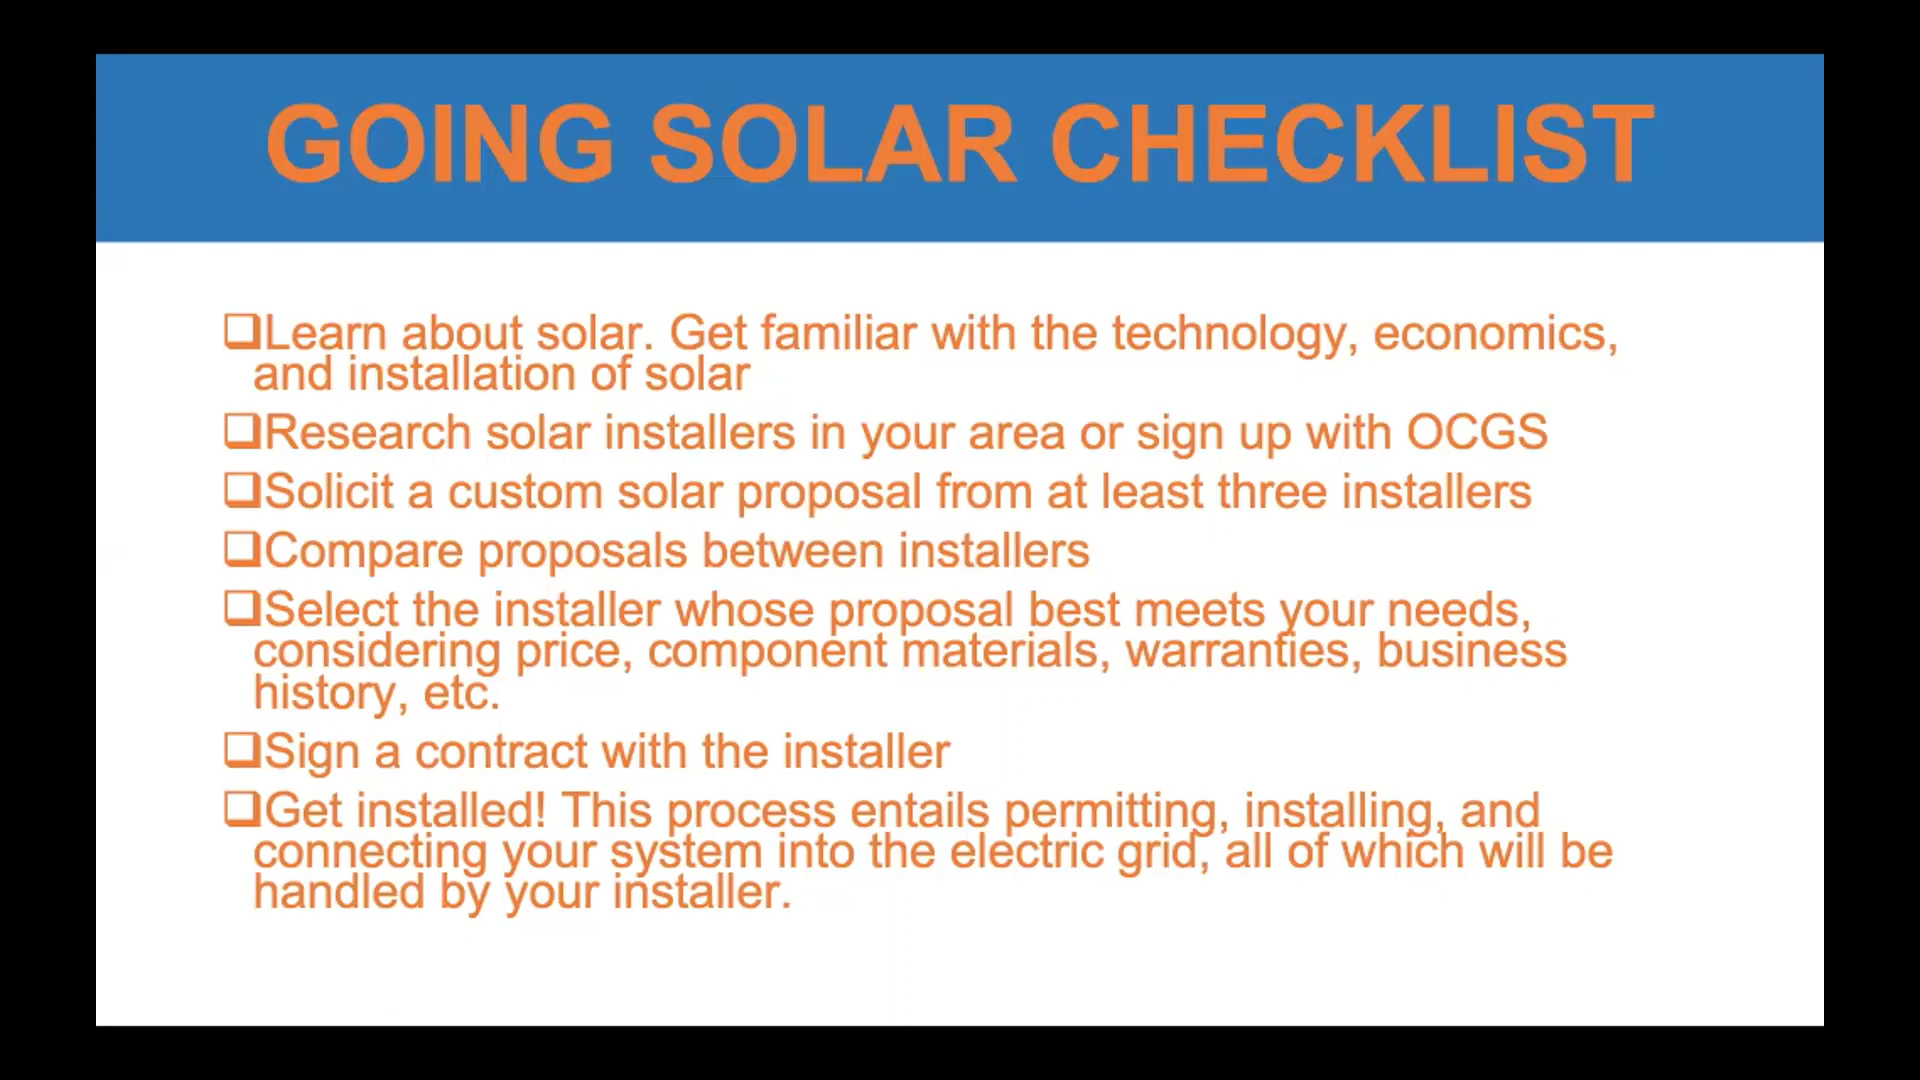 GOING SOLAR CHECKLIST
❑Learn about solar. Get familiar with the technology, economics,
and installation of solar
❑Research solar installers in your area or sign up with OCGS
❑Solicit a custom solar proposal from at least three installers
❑Compare proposals between installers
❑Select the installer whose proposal best meets your needs,
considering price, component materials, warranties, business
history, etc.
❑Sign a contract with the installer
❑Get installed! This process entails permitting, installing, and
connecting your system into the electric grid, all of which will be
handled by your installer.